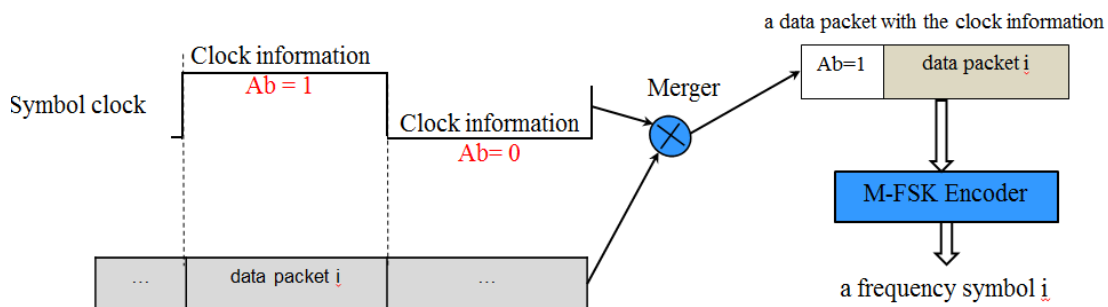 a data packet with the clock information
Clock information
Ab = 1
Symbol clock
Clock information
Ab= 0
Merger
Ab=1
data packet i
M-FSK Encoder
...
data packet i
...
a frequency symbol i